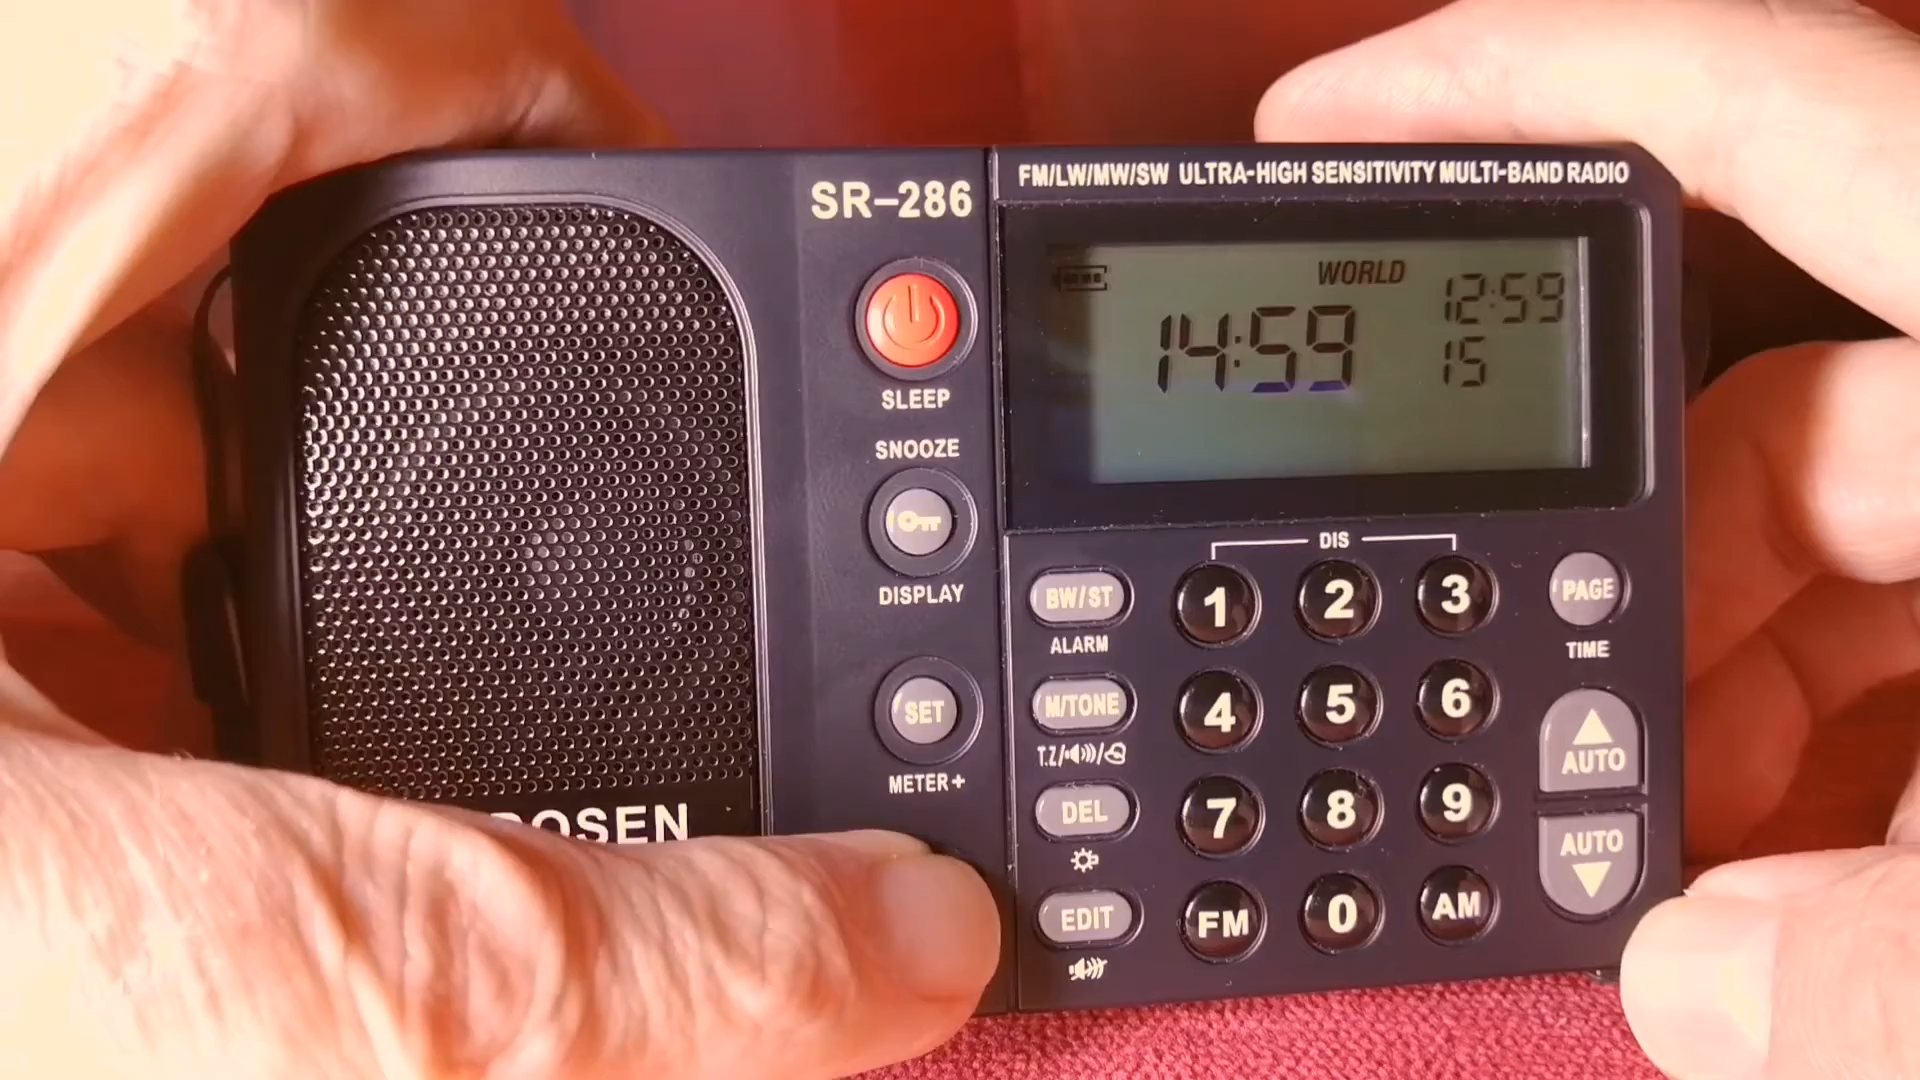 SR-286
FM/LW/MW/SW ULTRA-HIGH SENSITIVITY MULTI-BAND RADIO
WORLD
14:59
12:59
15
SLEEP
SNOOZE
DISPLAY
SET
METER+
DIS
BW/ST
1
2
3
PAGE
ALARM
TIME
M/TONE
4
5
6
T.Z/
AUTO
DEL
7
8
9
AUTO
EDIT
FM
0
AM